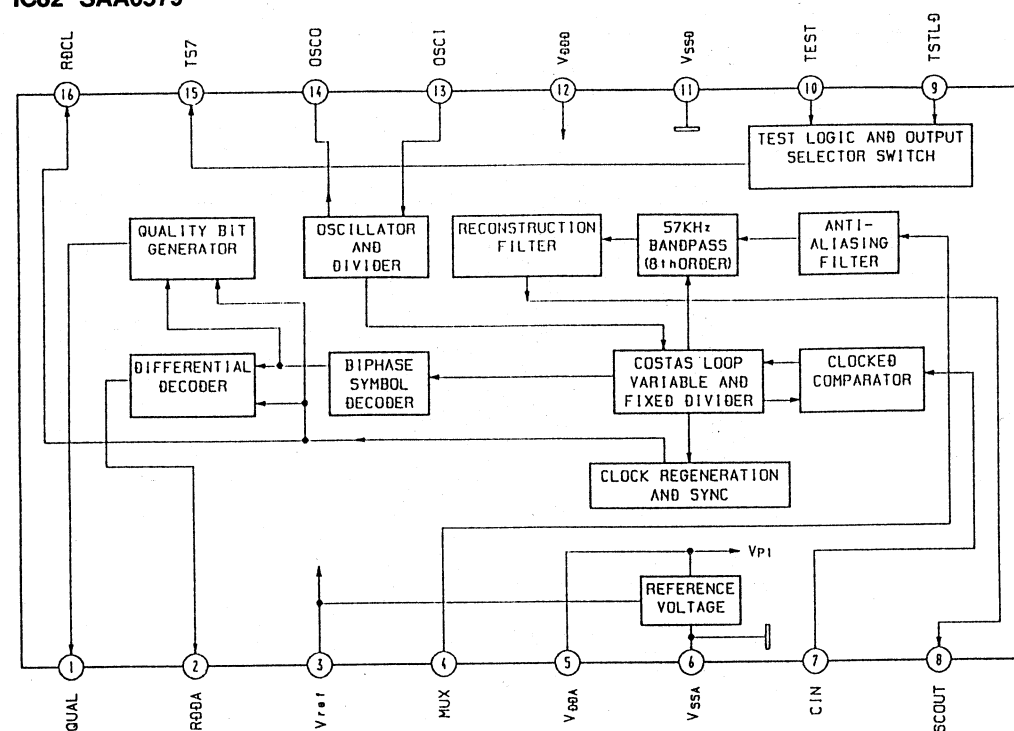 IC82 SAA6579
RDCL
T57
OSCO
OSCI
VDDD
VSSD
TEST
TSTLD
16
15
14
13
12
11
10
9
TEST LOGIC AND OUTPUT
SELECTOR SWITCH
QUALITY BIT
GENERATOR
OSCILLATOR
AND
DIVIDER
RECONSTRUCTION
FILTER
57KHz
BANDPASS
(8thORDER)
ANTI-
ALIASING
FILTER
DIFFERENTIAL
DECODER
BIPHASE
SYMBOL
DECODER
COSTAS LOOP
VARIABLE AND
FIXED DIVIDER
CLOCKED
COMPARATOR
CLOCK REGENERATION
AND SYNC
VP1
REFERENCE
VOLTAGE
1
2
3
4
5
6
7
8
QUAL
RDDA
Vref
MUX
VDDA
VSSA
CIN
SCOUT